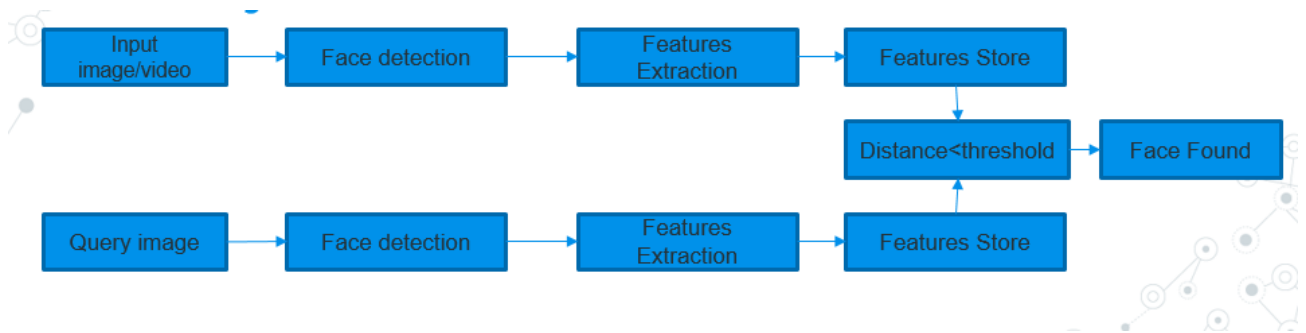 Input
image/video
Face detection
Features
Extraction
Features Store
Distance<threshold
Face Found
Query image
Face detection
Features
Extraction
Features Store